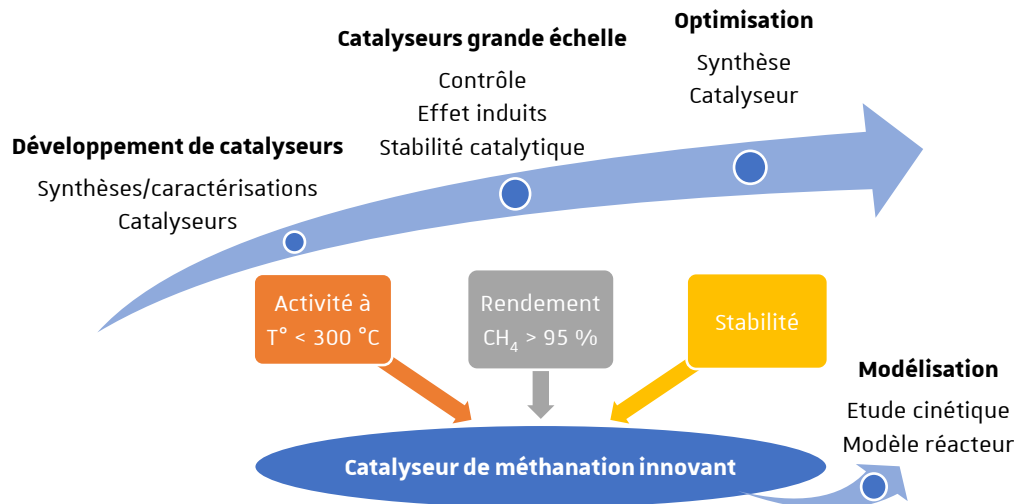 Optimisation
Synthèse
Catalyseur
Catalyseurs grande échelle
Contrôle
Effet induits
Stabilité catalytique
Développement de catalyseurs
Synthèses/caractérisations
Catalyseurs
Activité à
T° < 300 °C
Rendement
CH₄ > 95 %
Stabilité
Modélisation
Etude cinétique
Modèle réacteur
Catalyseur de méthanation innovant